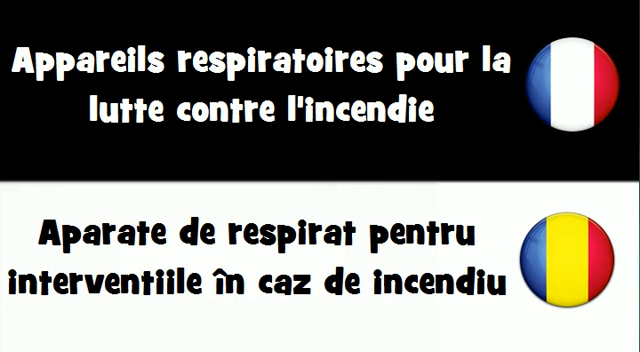 Appareils respiratoires pour la
lutte contre l'incendie
Aparate de respirat pentru
interventiile în caz de incendiu